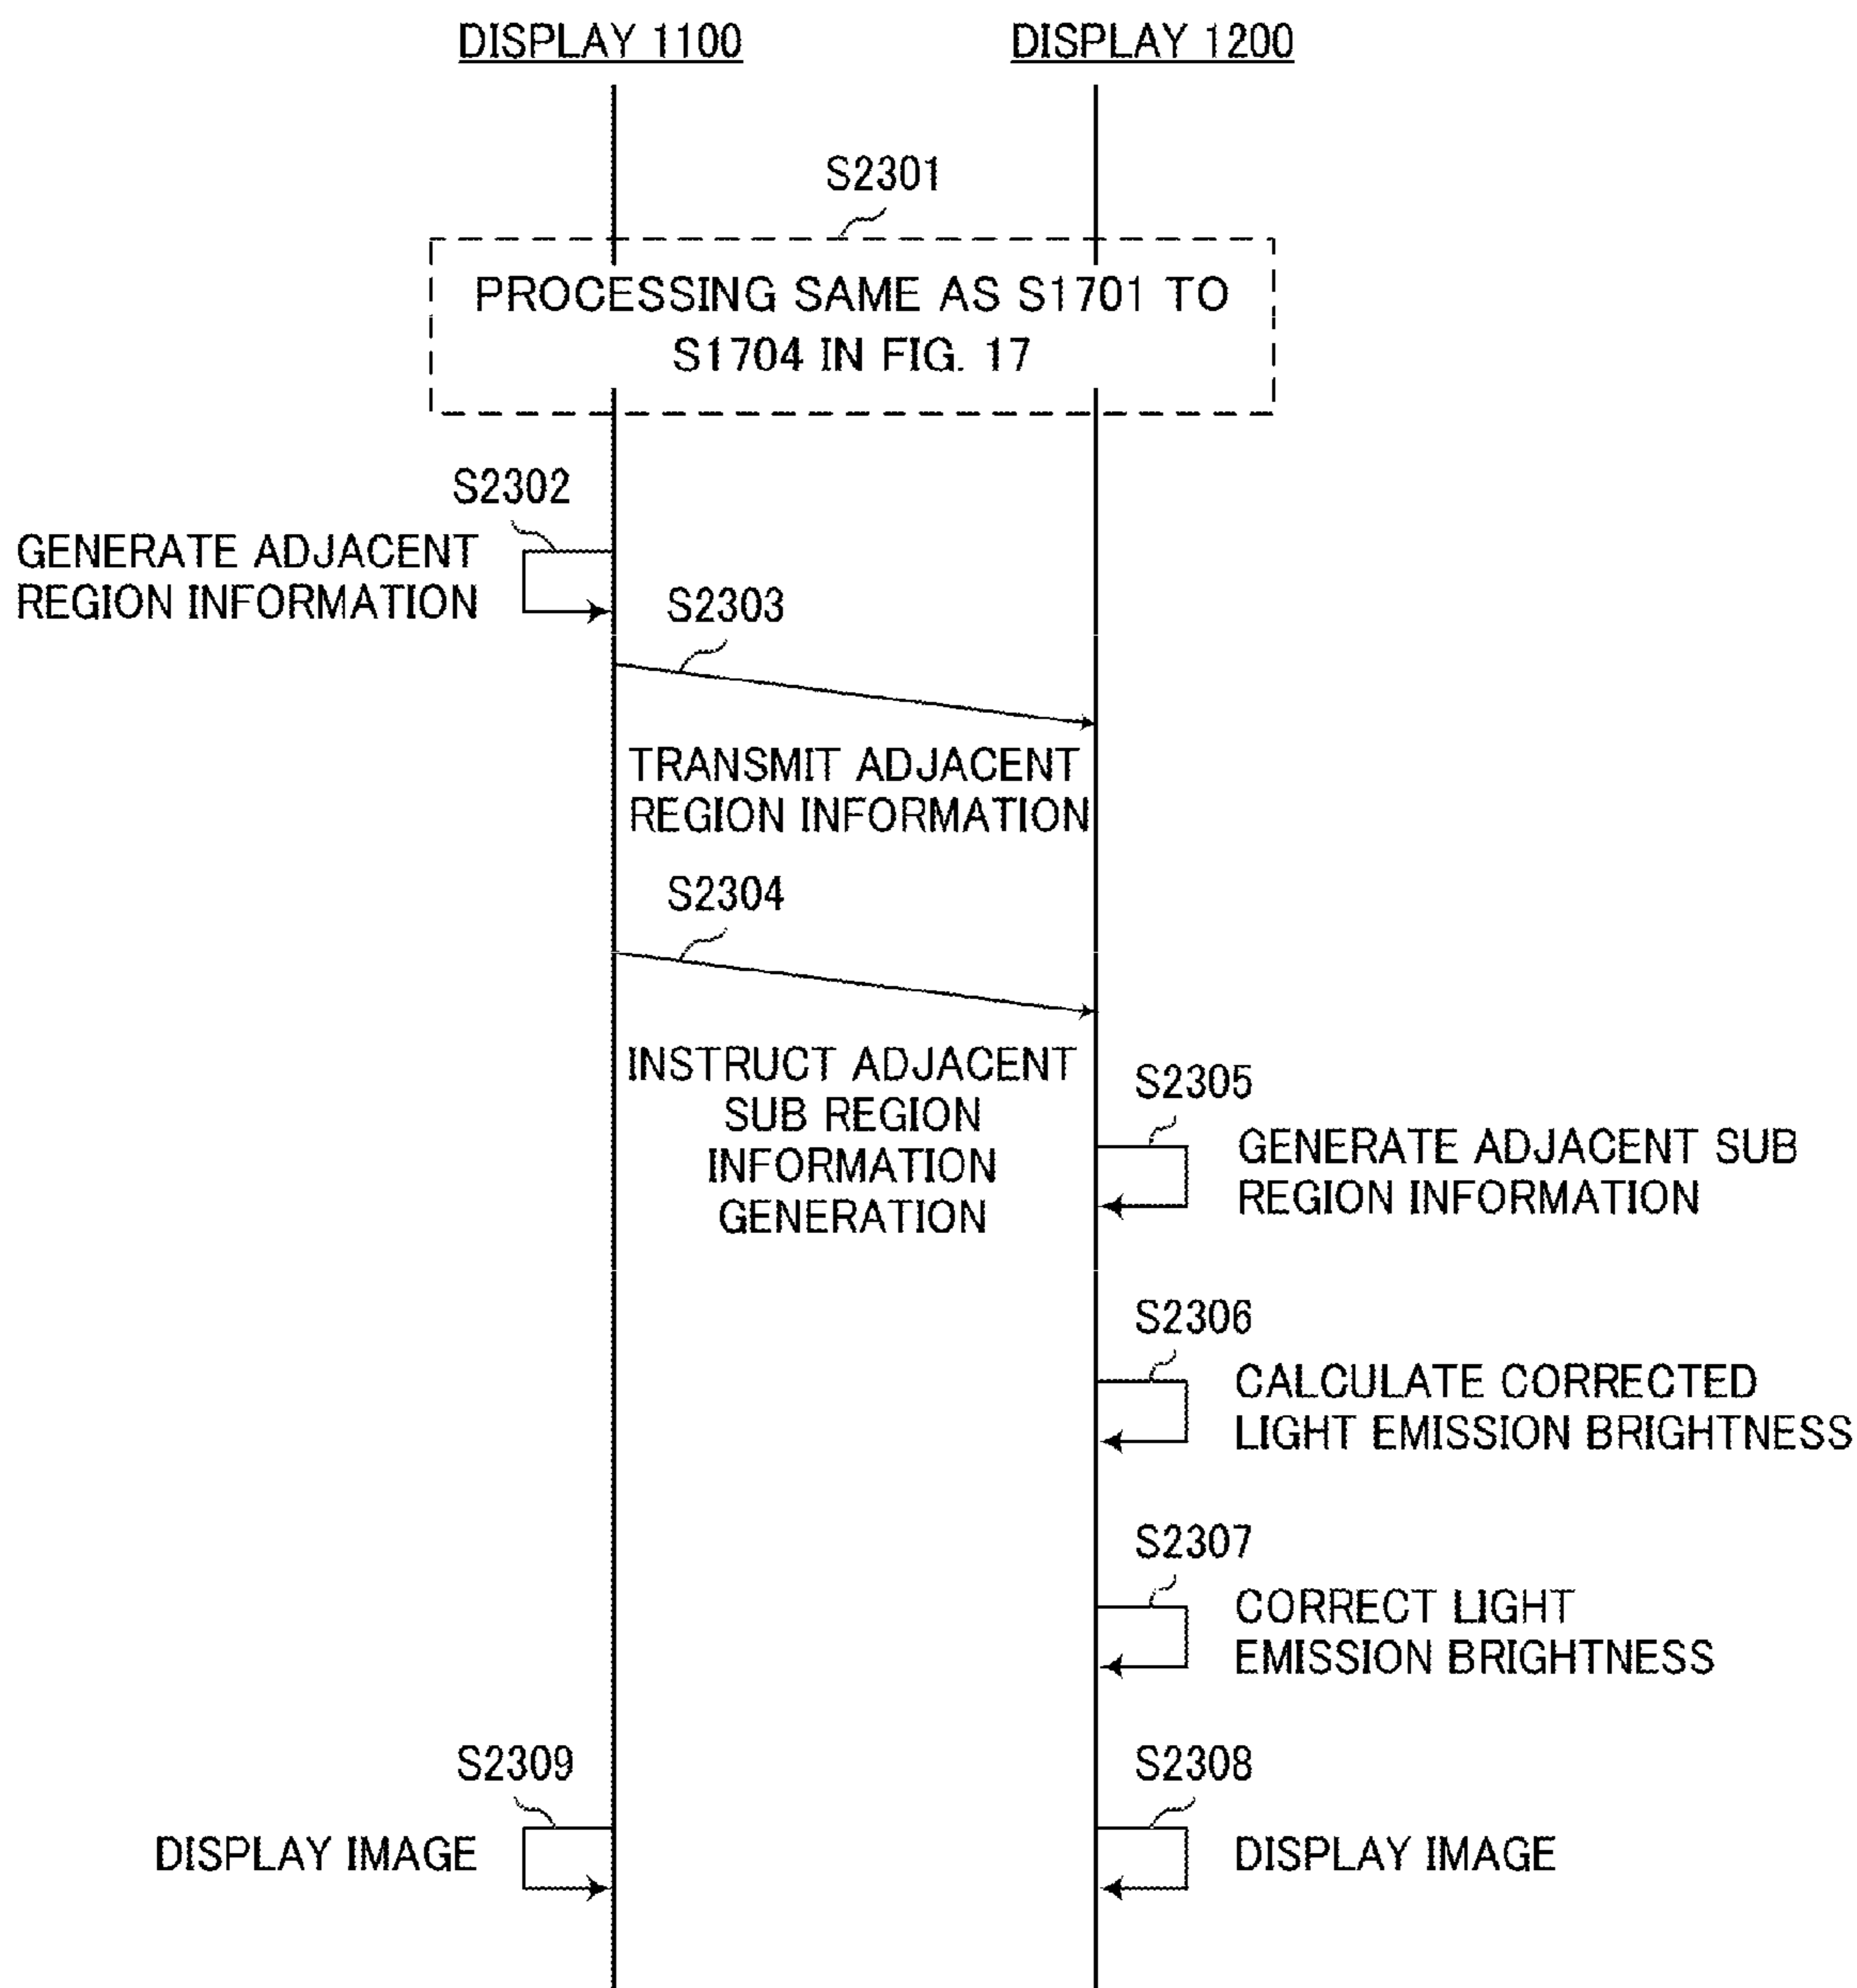 DISPLAY 1100
DISPLAY 1200
S2301
PROCESSING SAME AS S1701 TO
S1704 IN FIG. 17
S2302
GENERATE ADJACENT
REGION INFORMATION
S2303
TRANSMIT ADJACENT
REGION INFORMATION
S2304
INSTRUCT ADJACENT
SUB REGION
INFORMATION
GENERATION
S2305
GENERATE ADJACENT SUB
REGION INFORMATION
S2306
CALCULATE CORRECTED
LIGHT EMISSION BRIGHTNESS
S2307
CORRECT LIGHT
EMISSION BRIGHTNESS
S2309
DISPLAY IMAGE
S2308
DISPLAY IMAGE